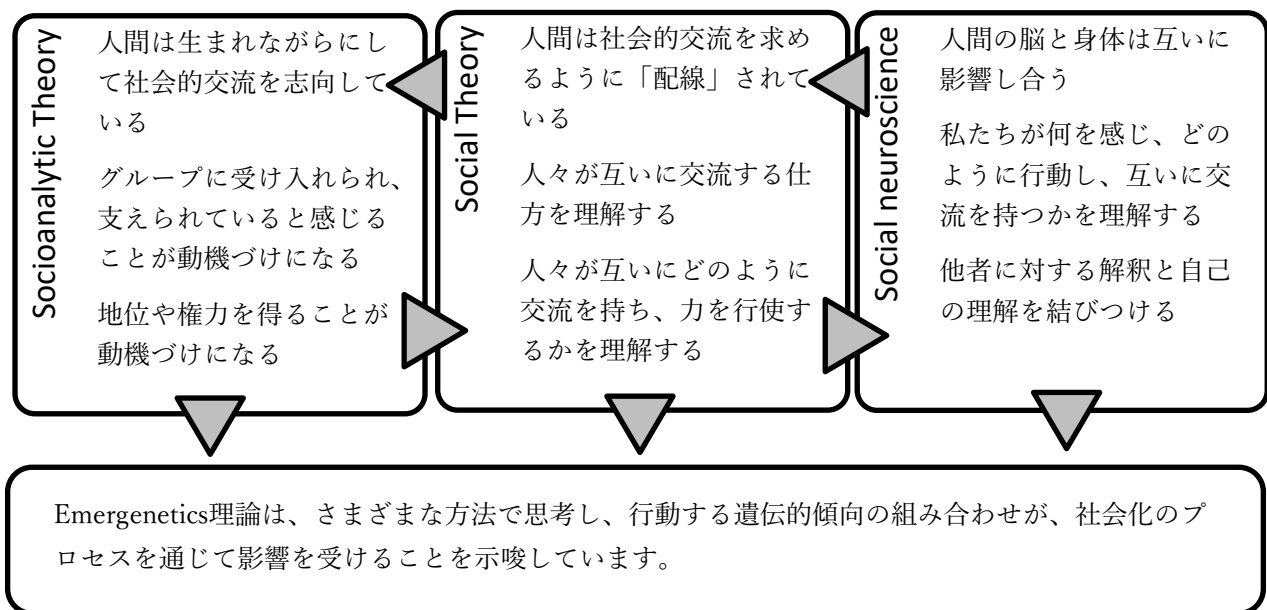 Socioanalytic Theory
人間は生まれながらにし
て社会的交流を志向して
いる
グループに受け入れられ、
支えられていると感じる
ことが動機づけになる
地位や権力を得ることが
動機づけになる
Social Theory
人間は社会的交流を求め
るように「配線」されて
いる
人々が互いに交流する仕
方を理解する
人々が互いにどのように
交流を持ち、力を行使す
るかを理解する
Social neuroscience
人間の脳と身体は互いに
影響し合う
私たちが何を感じ、どの
ように行動し、互いに交
流を持つかを理解する
他者に対する解釈と自己
の理解を結びつける
Emergenetics理論は、さまざまな方法で思考し、行動する遺伝的傾向の組み合わせが、社会化のプ
ロセスを通じて影響を受けることを示唆しています。